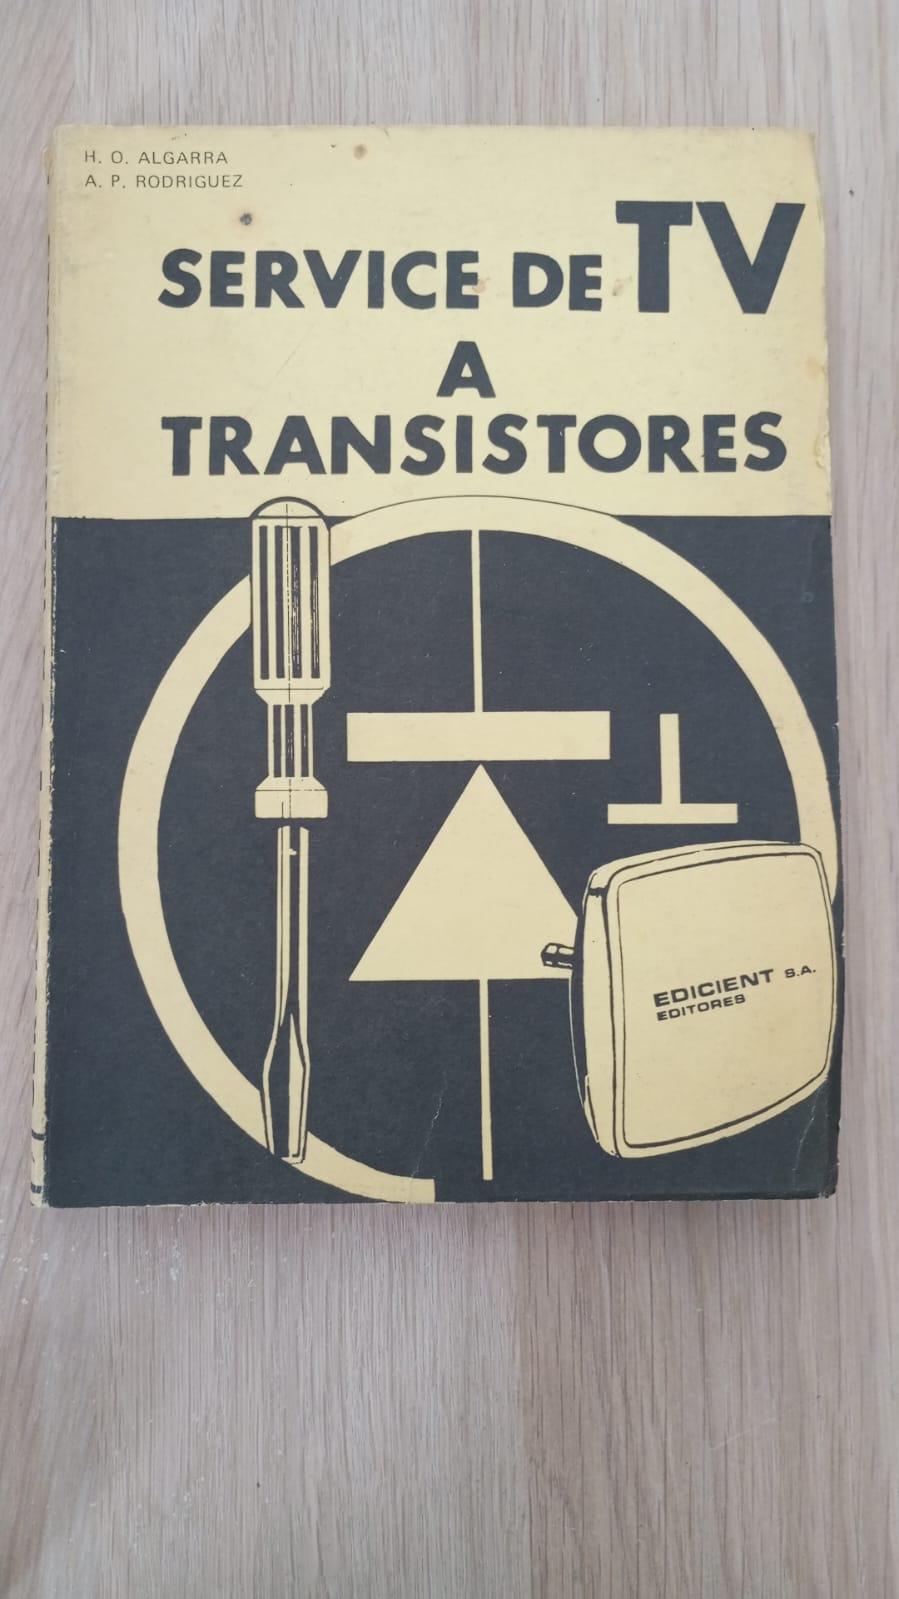 H. O. ALGARRA
A. P. RODRIGUEZ
SERVICE DE TV
A
TRANSISTORES
EDICIENT S.A.
EDITORES